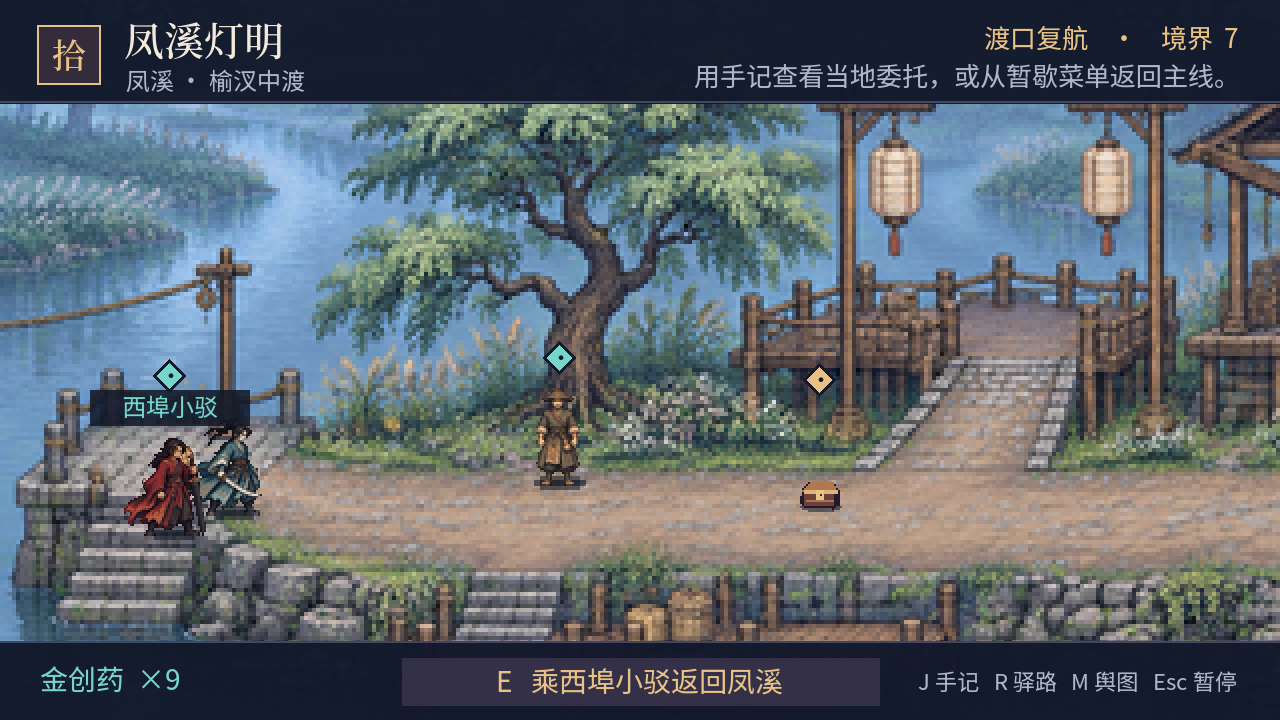 拾
凤溪灯明
凤溪 · 榆汊中渡
渡口复航 · 境界 7
用手记查看当地委托，或从暂歇菜单返回主线。
西埠小驳
金创药 ×9
E 乘西埠小驳返回凤溪
J 手记 R 驿路 M 舆图 Esc 暂停